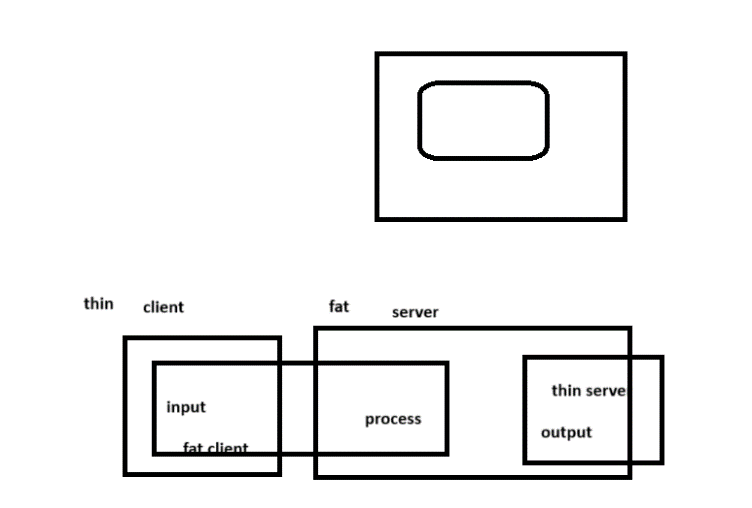 thin client fat server
input process thin serve
fat client output